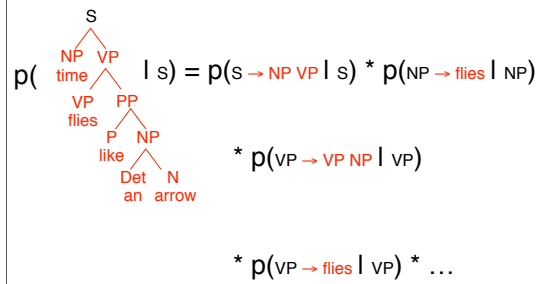 S
NP VP
time
p( | S) = p(S → NP VP | S) * p(NP → flies | NP)
VP PP
flies
P NP
like
* p(VP → VP NP | VP)
Det N
an arrow
* p(VP → flies | VP) * …